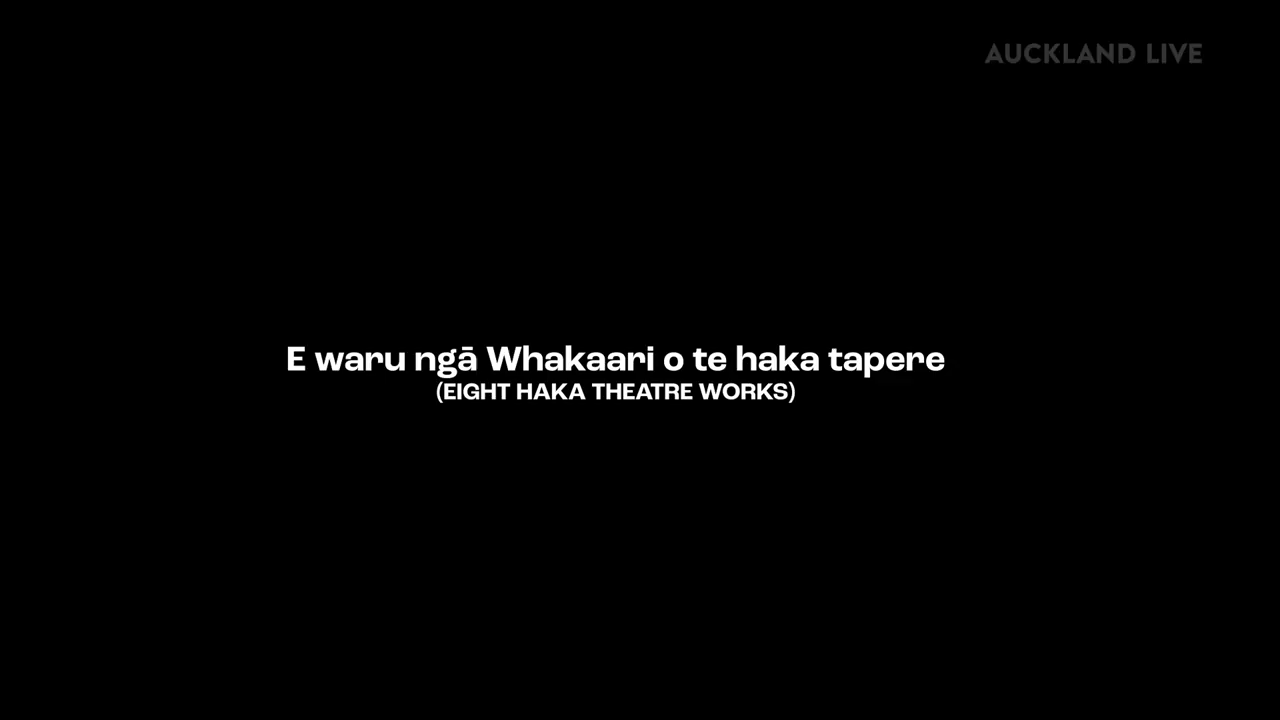 AUCKLAND LIVE
E waru ngā Whakaari o te haka tapere
(EIGHT HAKA THEATRE WORKS)